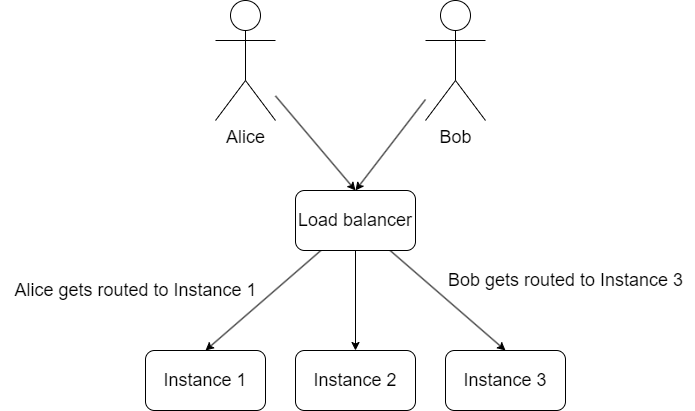 Alice
Bob
Load balancer
Alice gets routed to Instance 1
Bob gets routed to Instance 3
Instance 1
Instance 2
Instance 3